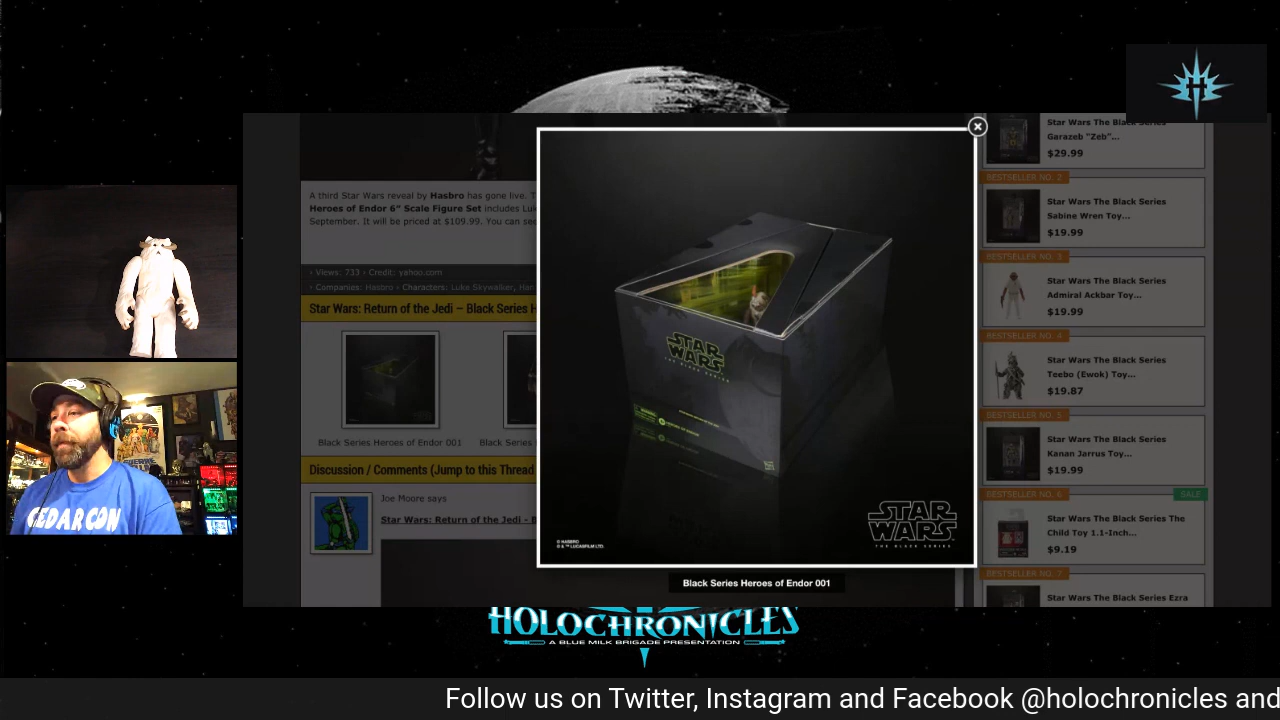 A third Star Wars reveal by Hasbro has gone live. T
Heroes of Endor 6" Scale Figure Set includes Luk
September. It will be priced at $109.99. You can see
› Views: 733 › Credit: yahoo.com
› Companies: Hasbro › Characters: Luke Skywalker, Han
Star Wars: Return of the Jedi – Black Series H
Black Series Heroes of Endor 001
Black Series H
Discussion / Comments (Jump to this Thread
Joe Moore says
Star Wars: Return of the Jedi - B
CEDARCON
STAR
WARS
THE BLACK SERIES
© HASBRO
© & ™ LUCASFILM LTD.
STAR
WARS
THE BLACK SERIES
Black Series Heroes of Endor 001
Star Wars The Black Series
Garazeb "Zeb"...
$29.99
BESTSELLER NO. 2
Star Wars The Black Series
Sabine Wren Toy...
$19.99
BESTSELLER NO. 3
Star Wars The Black Series
Admiral Ackbar Toy...
$19.99
BESTSELLER NO. 4
Star Wars The Black Series
Teebo (Ewok) Toy...
$19.87
BESTSELLER NO. 5
Star Wars The Black Series
Kanan Jarrus Toy...
$19.99
BESTSELLER NO. 6
SALE
Star Wars The Black Series The
Child Toy 1.1-Inch...
$9.19
BESTSELLER NO. 7
Star Wars The Black Series Ezra
HOLOCHRONICLES
A BLUE MILK BRIGADE PRESENTATION
Follow us on Twitter, Instagram and Facebook @holochronicles and